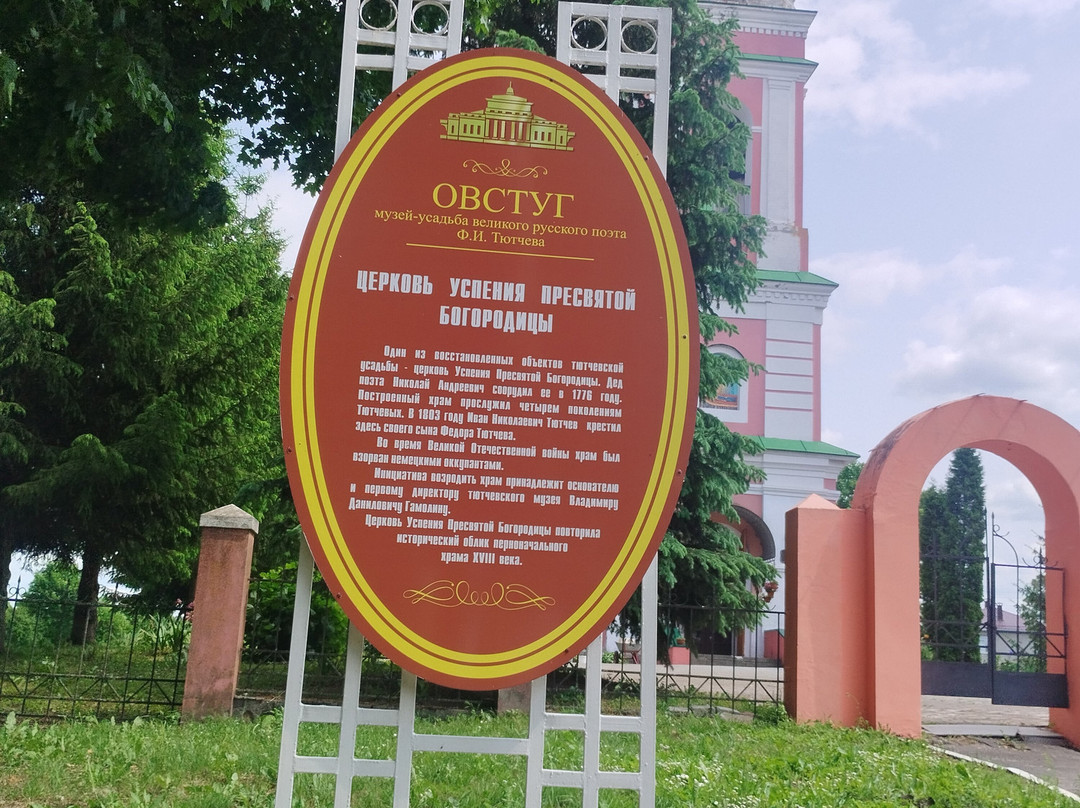 ОВСТУГ
музей-усадьба великого русского поэта
Ф.И. Тютчева
ЦЕРКОВЬ УСПЕНИЯ ПРЕСВЯТОЙ
БОГОРОДИЦЫ
Один из восстановленных объектов тютчевской
усадьбы - церковь Успения Пресвятой Богородицы. Дед
поэта Николай Андреевич соорудил ее в 1776 году.
Построенный храм прослужил четырем поколениям
Тютчевых. В 1803 году Иван Николаевич Тютчев крестил
здесь своего сына Федора Тютчева.
Во время Великой Отечественной войны храм был
взорван немецкими оккупантами.
Инициатива возродить храм принадлежит основателю
и первому директору тютчевского музея Владимиру
Даниловичу Гамолину.
Церковь Успения Пресвятой Богородицы повторила
исторический облик первоначального
храма XVIII века.